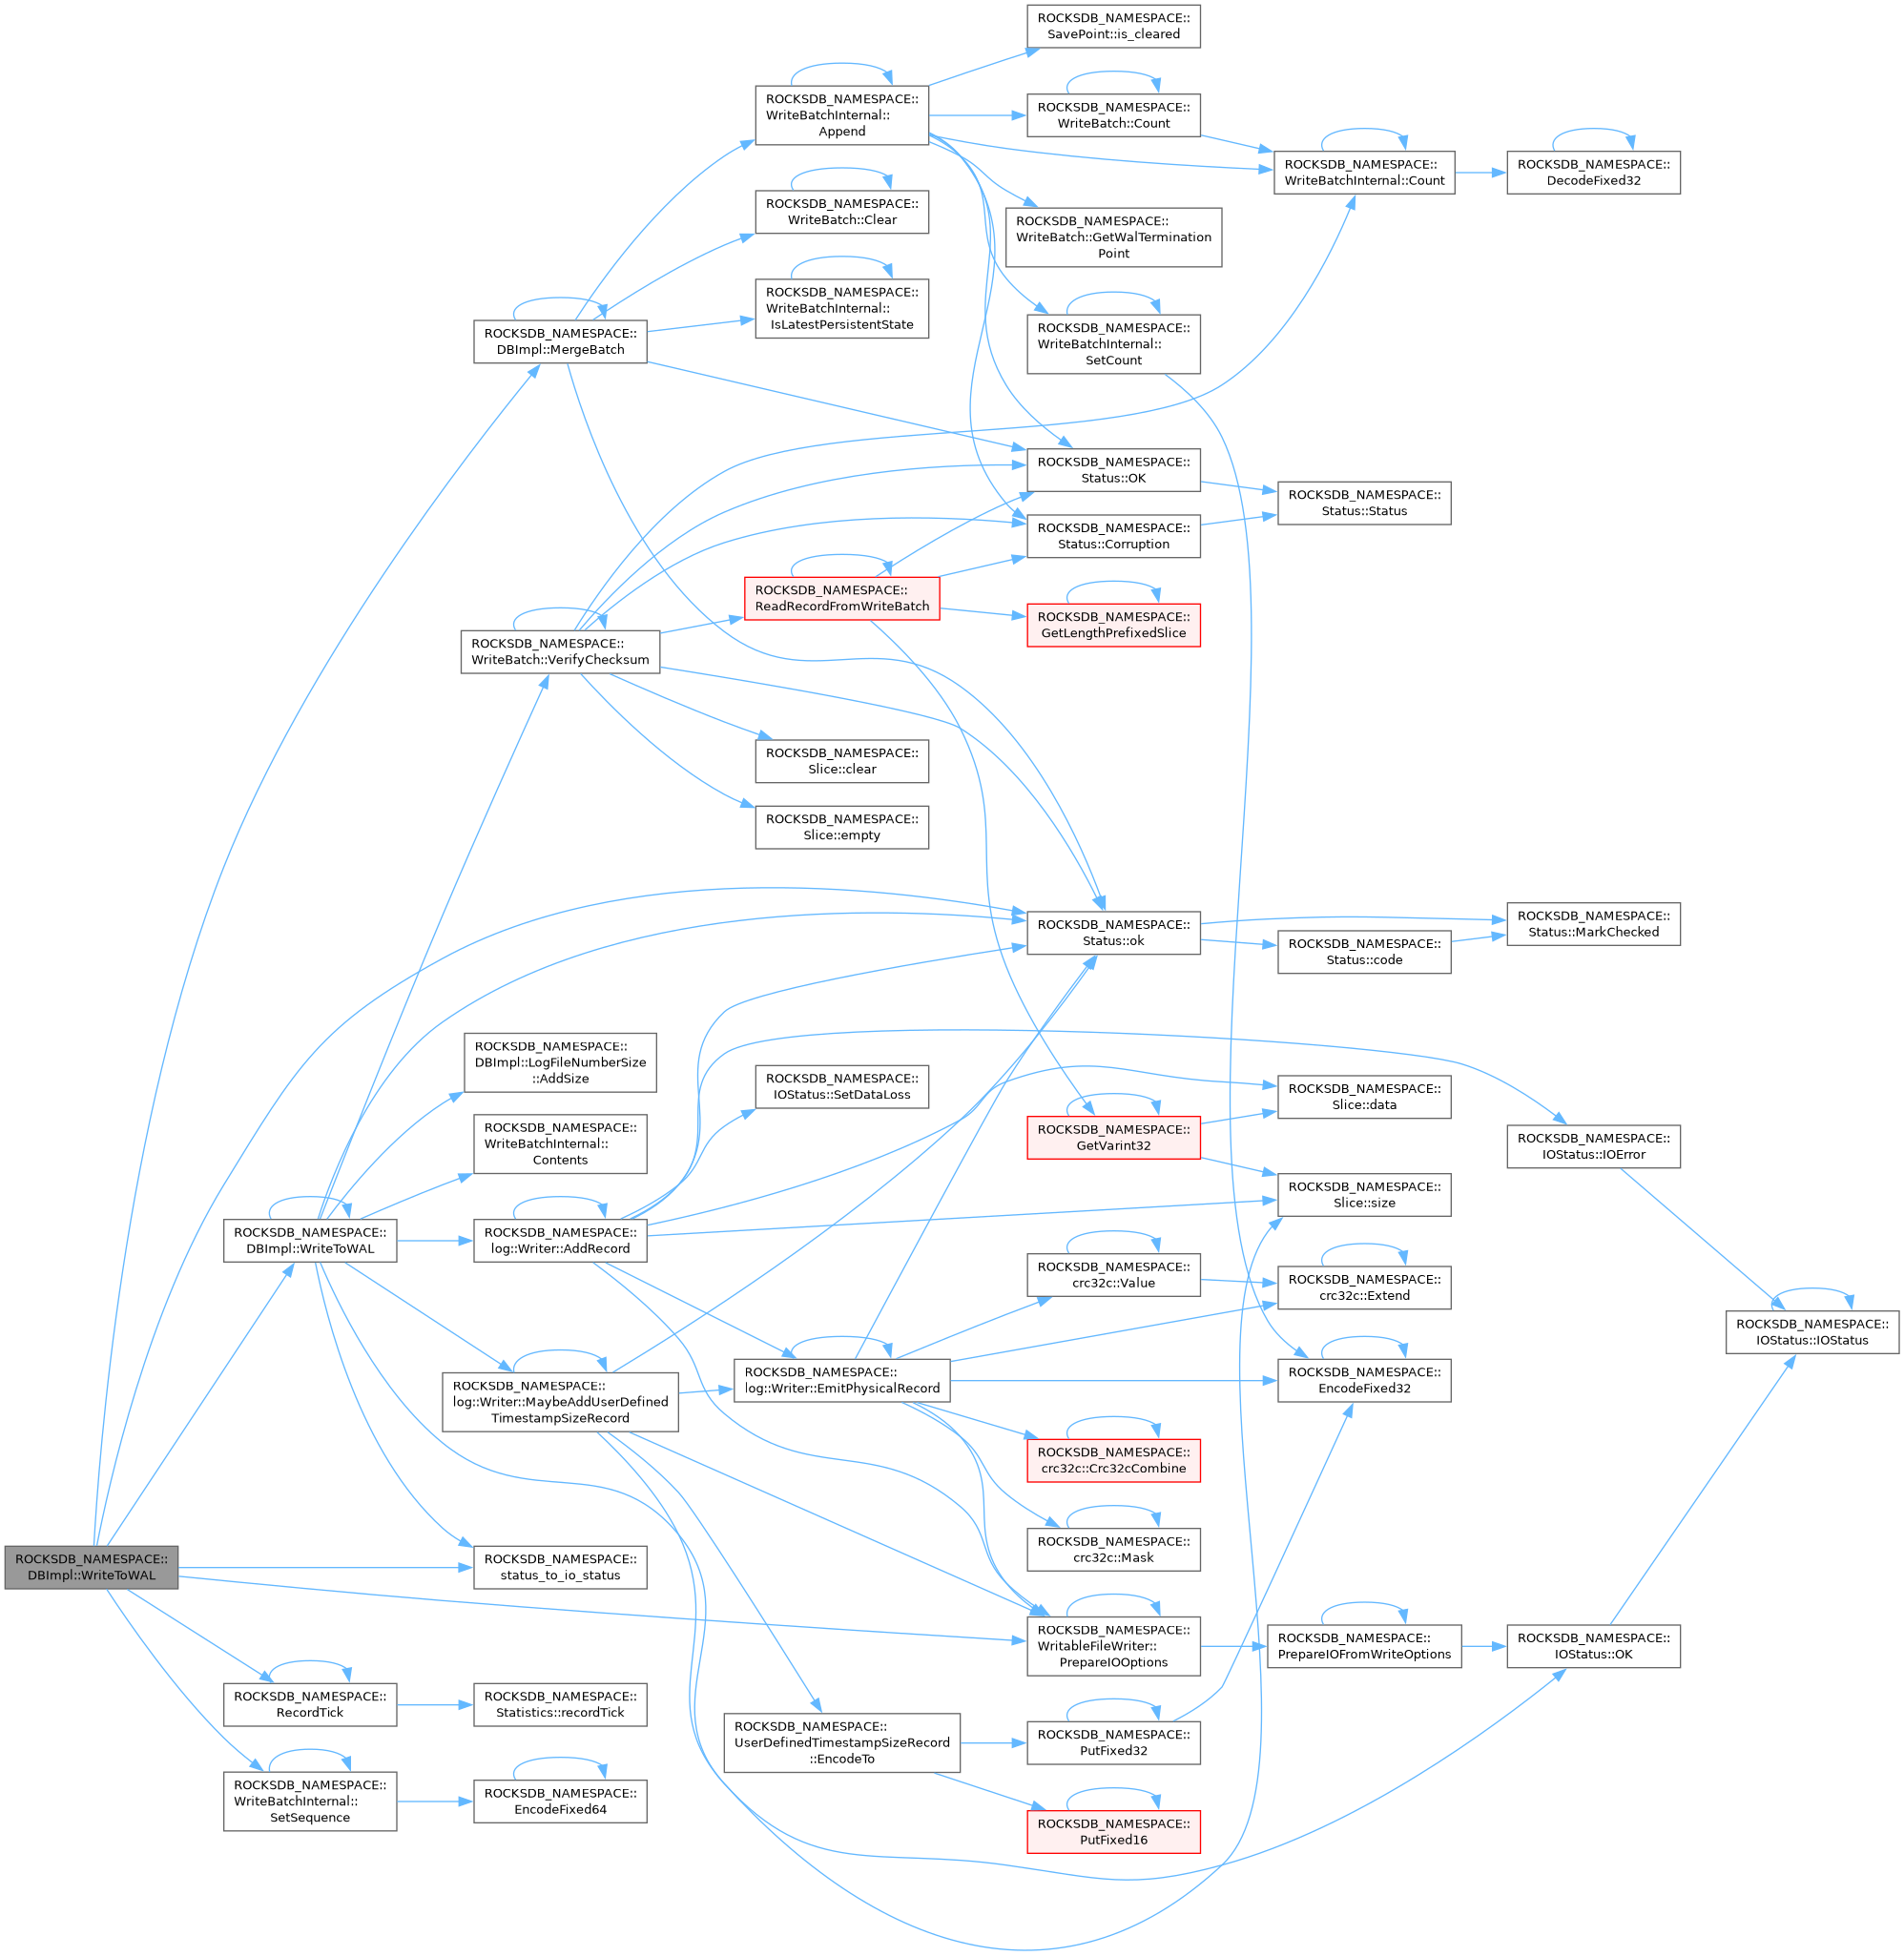 ROCKSDB_NAMESPACE::
DBImpl::WriteToWAL
ROCKSDB_NAMESPACE::
DBImpl::WriteToWAL
ROCKSDB_NAMESPACE::
RecordTick
ROCKSDB_NAMESPACE::
WriteBatchInternal::
SetSequence
ROCKSDB_NAMESPACE::
DBImpl::MergeBatch
ROCKSDB_NAMESPACE::
WriteBatch::VerifyChecksum
ROCKSDB_NAMESPACE::
DBImpl::LogFileNumberSize
::AddSize
ROCKSDB_NAMESPACE::
WriteBatchInternal::
Contents
ROCKSDB_NAMESPACE::
log::Writer::AddRecord
ROCKSDB_NAMESPACE::
log::Writer::MaybeAddUserDefined
TimestampSizeRecord
ROCKSDB_NAMESPACE::
status_to_io_status
ROCKSDB_NAMESPACE::
Statistics::recordTick
ROCKSDB_NAMESPACE::
EncodeFixed64
ROCKSDB_NAMESPACE::
WriteBatchInternal::
Append
ROCKSDB_NAMESPACE::
WriteBatch::Clear
ROCKSDB_NAMESPACE::
WriteBatchInternal::
IsLatestPersistentState
ROCKSDB_NAMESPACE::
ReadRecordFromWriteBatch
ROCKSDB_NAMESPACE::
Slice::clear
ROCKSDB_NAMESPACE::
Slice::empty
ROCKSDB_NAMESPACE::
IOStatus::SetDataLoss
ROCKSDB_NAMESPACE::
log::Writer::EmitPhysicalRecord
ROCKSDB_NAMESPACE::
UserDefinedTimestampSizeRecord
::EncodeTo
ROCKSDB_NAMESPACE::
SavePoint::is_cleared
ROCKSDB_NAMESPACE::
WriteBatch::Count
ROCKSDB_NAMESPACE::
WriteBatch::GetWalTermination
Point
ROCKSDB_NAMESPACE::
WriteBatchInternal::
SetCount
ROCKSDB_NAMESPACE::
Status::OK
ROCKSDB_NAMESPACE::
Status::Corruption
ROCKSDB_NAMESPACE::
GetLengthPrefixedSlice
ROCKSDB_NAMESPACE::
Status::ok
ROCKSDB_NAMESPACE::
GetVarint32
ROCKSDB_NAMESPACE::
crc32c::Value
ROCKSDB_NAMESPACE::
crc32c::Crc32cCombine
ROCKSDB_NAMESPACE::
crc32c::Mask
ROCKSDB_NAMESPACE::
WritableFileWriter::
PrepareIOOptions
ROCKSDB_NAMESPACE::
PutFixed32
ROCKSDB_NAMESPACE::
PutFixed16
ROCKSDB_NAMESPACE::
WriteBatchInternal::Count
ROCKSDB_NAMESPACE::
Status::Status
ROCKSDB_NAMESPACE::
Status::code
ROCKSDB_NAMESPACE::
Slice::data
ROCKSDB_NAMESPACE::
Slice::size
ROCKSDB_NAMESPACE::
crc32c::Extend
ROCKSDB_NAMESPACE::
EncodeFixed32
ROCKSDB_NAMESPACE::
PrepareIOFromWriteOptions
ROCKSDB_NAMESPACE::
DecodeFixed32
ROCKSDB_NAMESPACE::
Status::MarkChecked
ROCKSDB_NAMESPACE::
IOStatus::IOError
ROCKSDB_NAMESPACE::
IOStatus::OK
ROCKSDB_NAMESPACE::
IOStatus::IOStatus